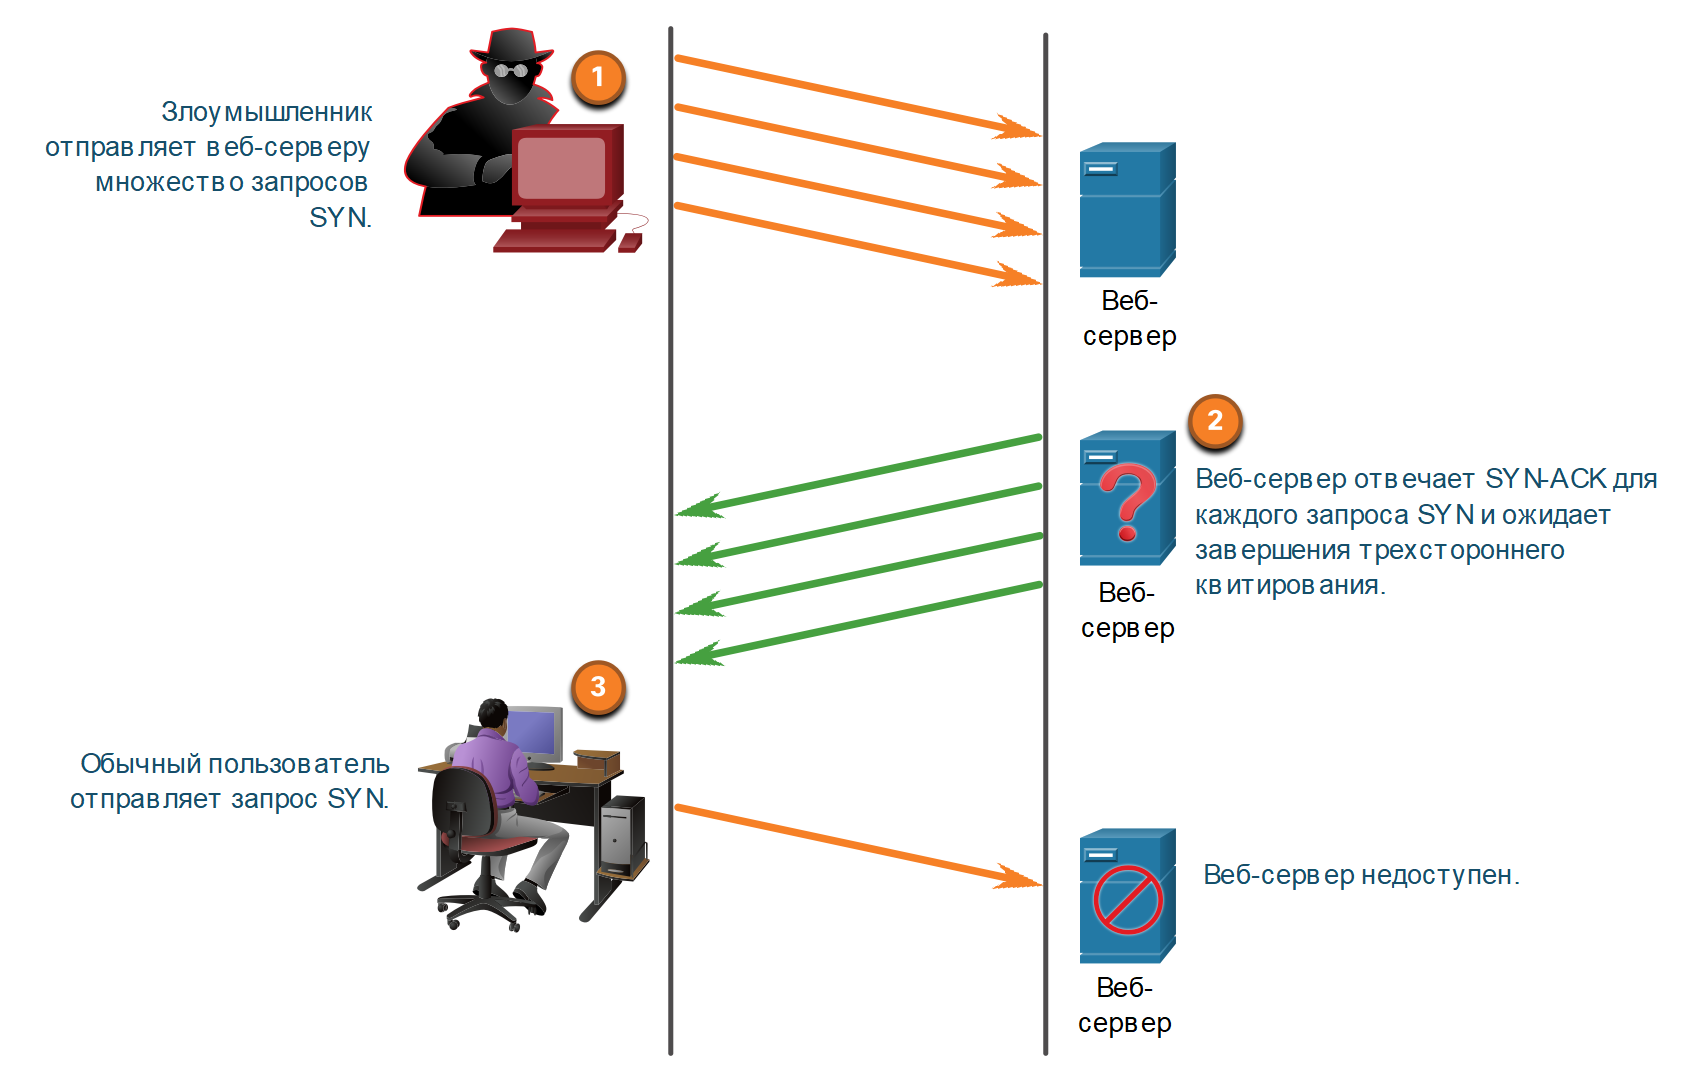 1
Злоумышленник
отправляет веб-серверу
множество запросов
SYN.
Веб-
сервер
2
Веб-сервер отвечает SYN-ACK для
каждого запроса SYN и ожидает
завершения трехстороннего
квитирования.
Веб-
сервер
3
Обычный пользователь
отправляет запрос SYN.
Веб-сервер недоступен.
Веб-
сервер